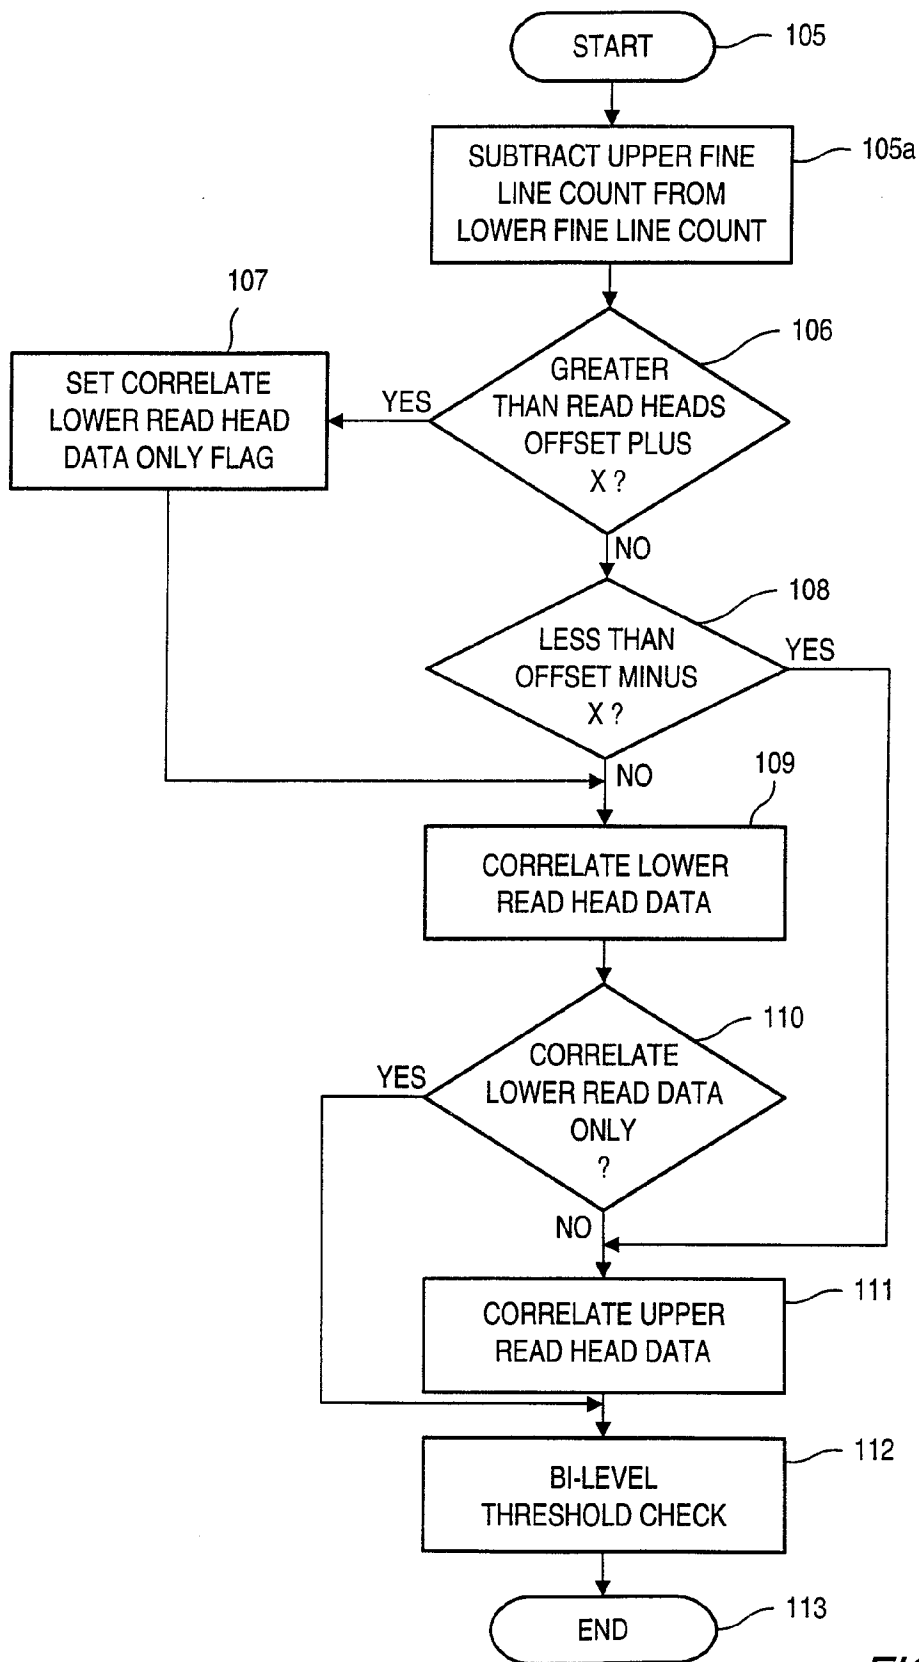 START
105
SUBTRACT UPPER FINE
LINE COUNT FROM
LOWER FINE LINE COUNT
105a
107
SET CORRELATE
LOWER READ HEAD
DATA ONLY FLAG
YES
GREATER
THAN READ HEADS
OFFSET PLUS
X ?
106
NO
LESS THAN
OFFSET MINUS
X ?
108
YES
NO
109
CORRELATE LOWER
READ HEAD DATA
110
YES
CORRELATE
LOWER READ DATA
ONLY
?
NO
CORRELATE UPPER
READ HEAD DATA
111
BI-LEVEL
THRESHOLD CHECK
112
END
113